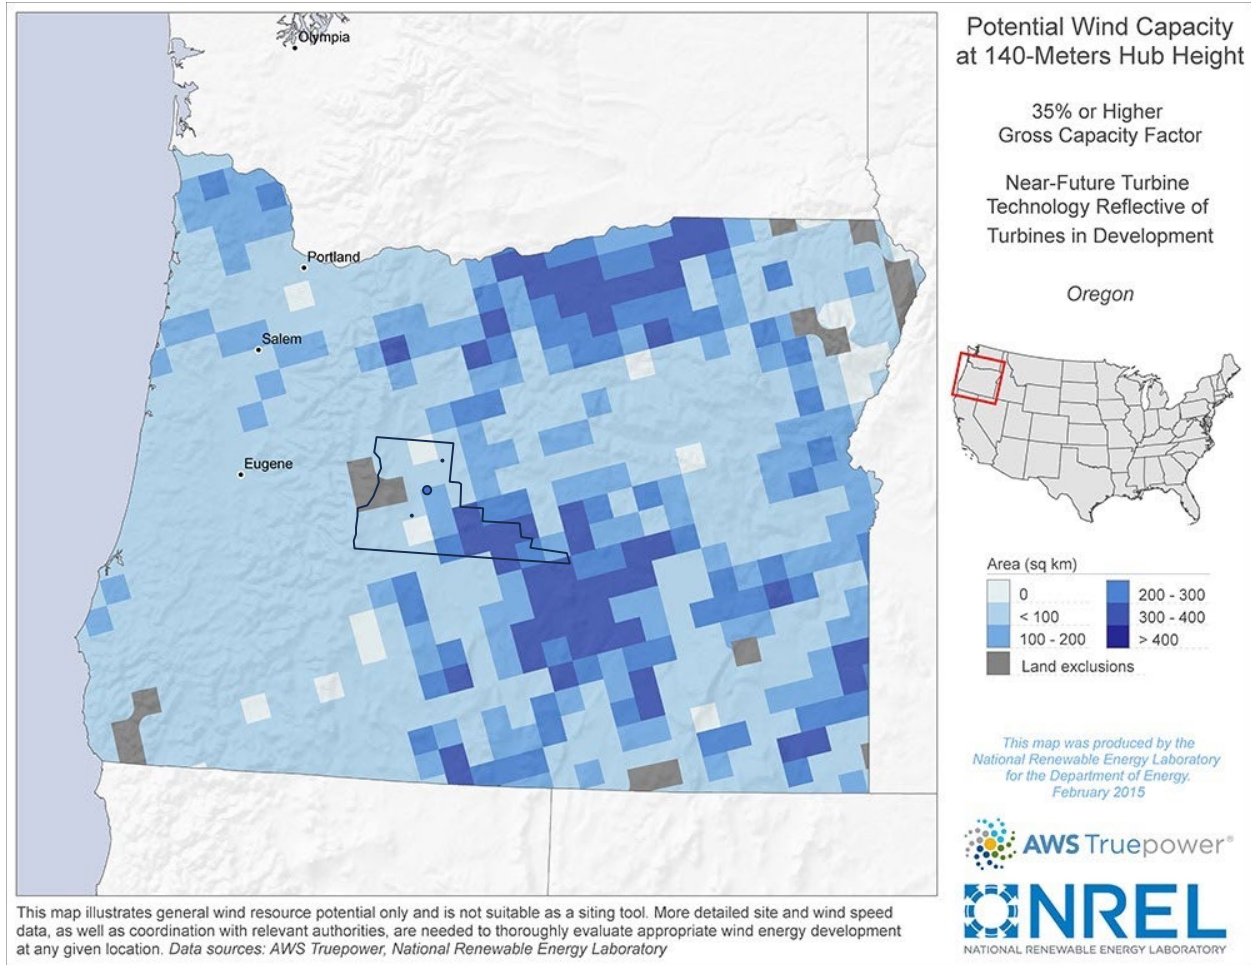 Olympia
Portland
Salem
Eugene
Potential Wind Capacity
at 140-Meters Hub Height
35% or Higher
Gross Capacity Factor
Near-Future Turbine
Technology Reflective of
Turbines in Development
Oregon
Area (sq km)
0
< 100
100 - 200
200 - 300
300 - 400
> 400
Land exclusions
This map was produced by the
National Renewable Energy Laboratory
for the Department of Energy.
February 2015
AWS Truepower®
NREL
NATIONAL RENEWABLE ENERGY LABORATORY
This map illustrates general wind resource potential only and is not suitable as a siting tool. More detailed site and wind speed
data, as well as coordination with relevant authorities, are needed to thoroughly evaluate appropriate wind energy development
at any given location. Data sources: AWS Truepower, National Renewable Energy Laboratory